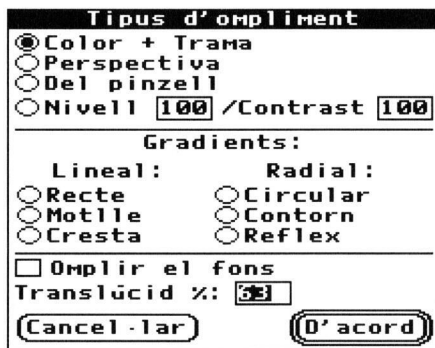 Tipus d'ompliment
Color + Trama
Perspectiva
Del pinzell
Nivell 100 /Contrast 100
Gradients:
Lineal: Radial:
Recte Circular
Motlle Contorn
Cresta Reflex
Omplir el fons
Translúcid %:
Cancel·lar D'acord